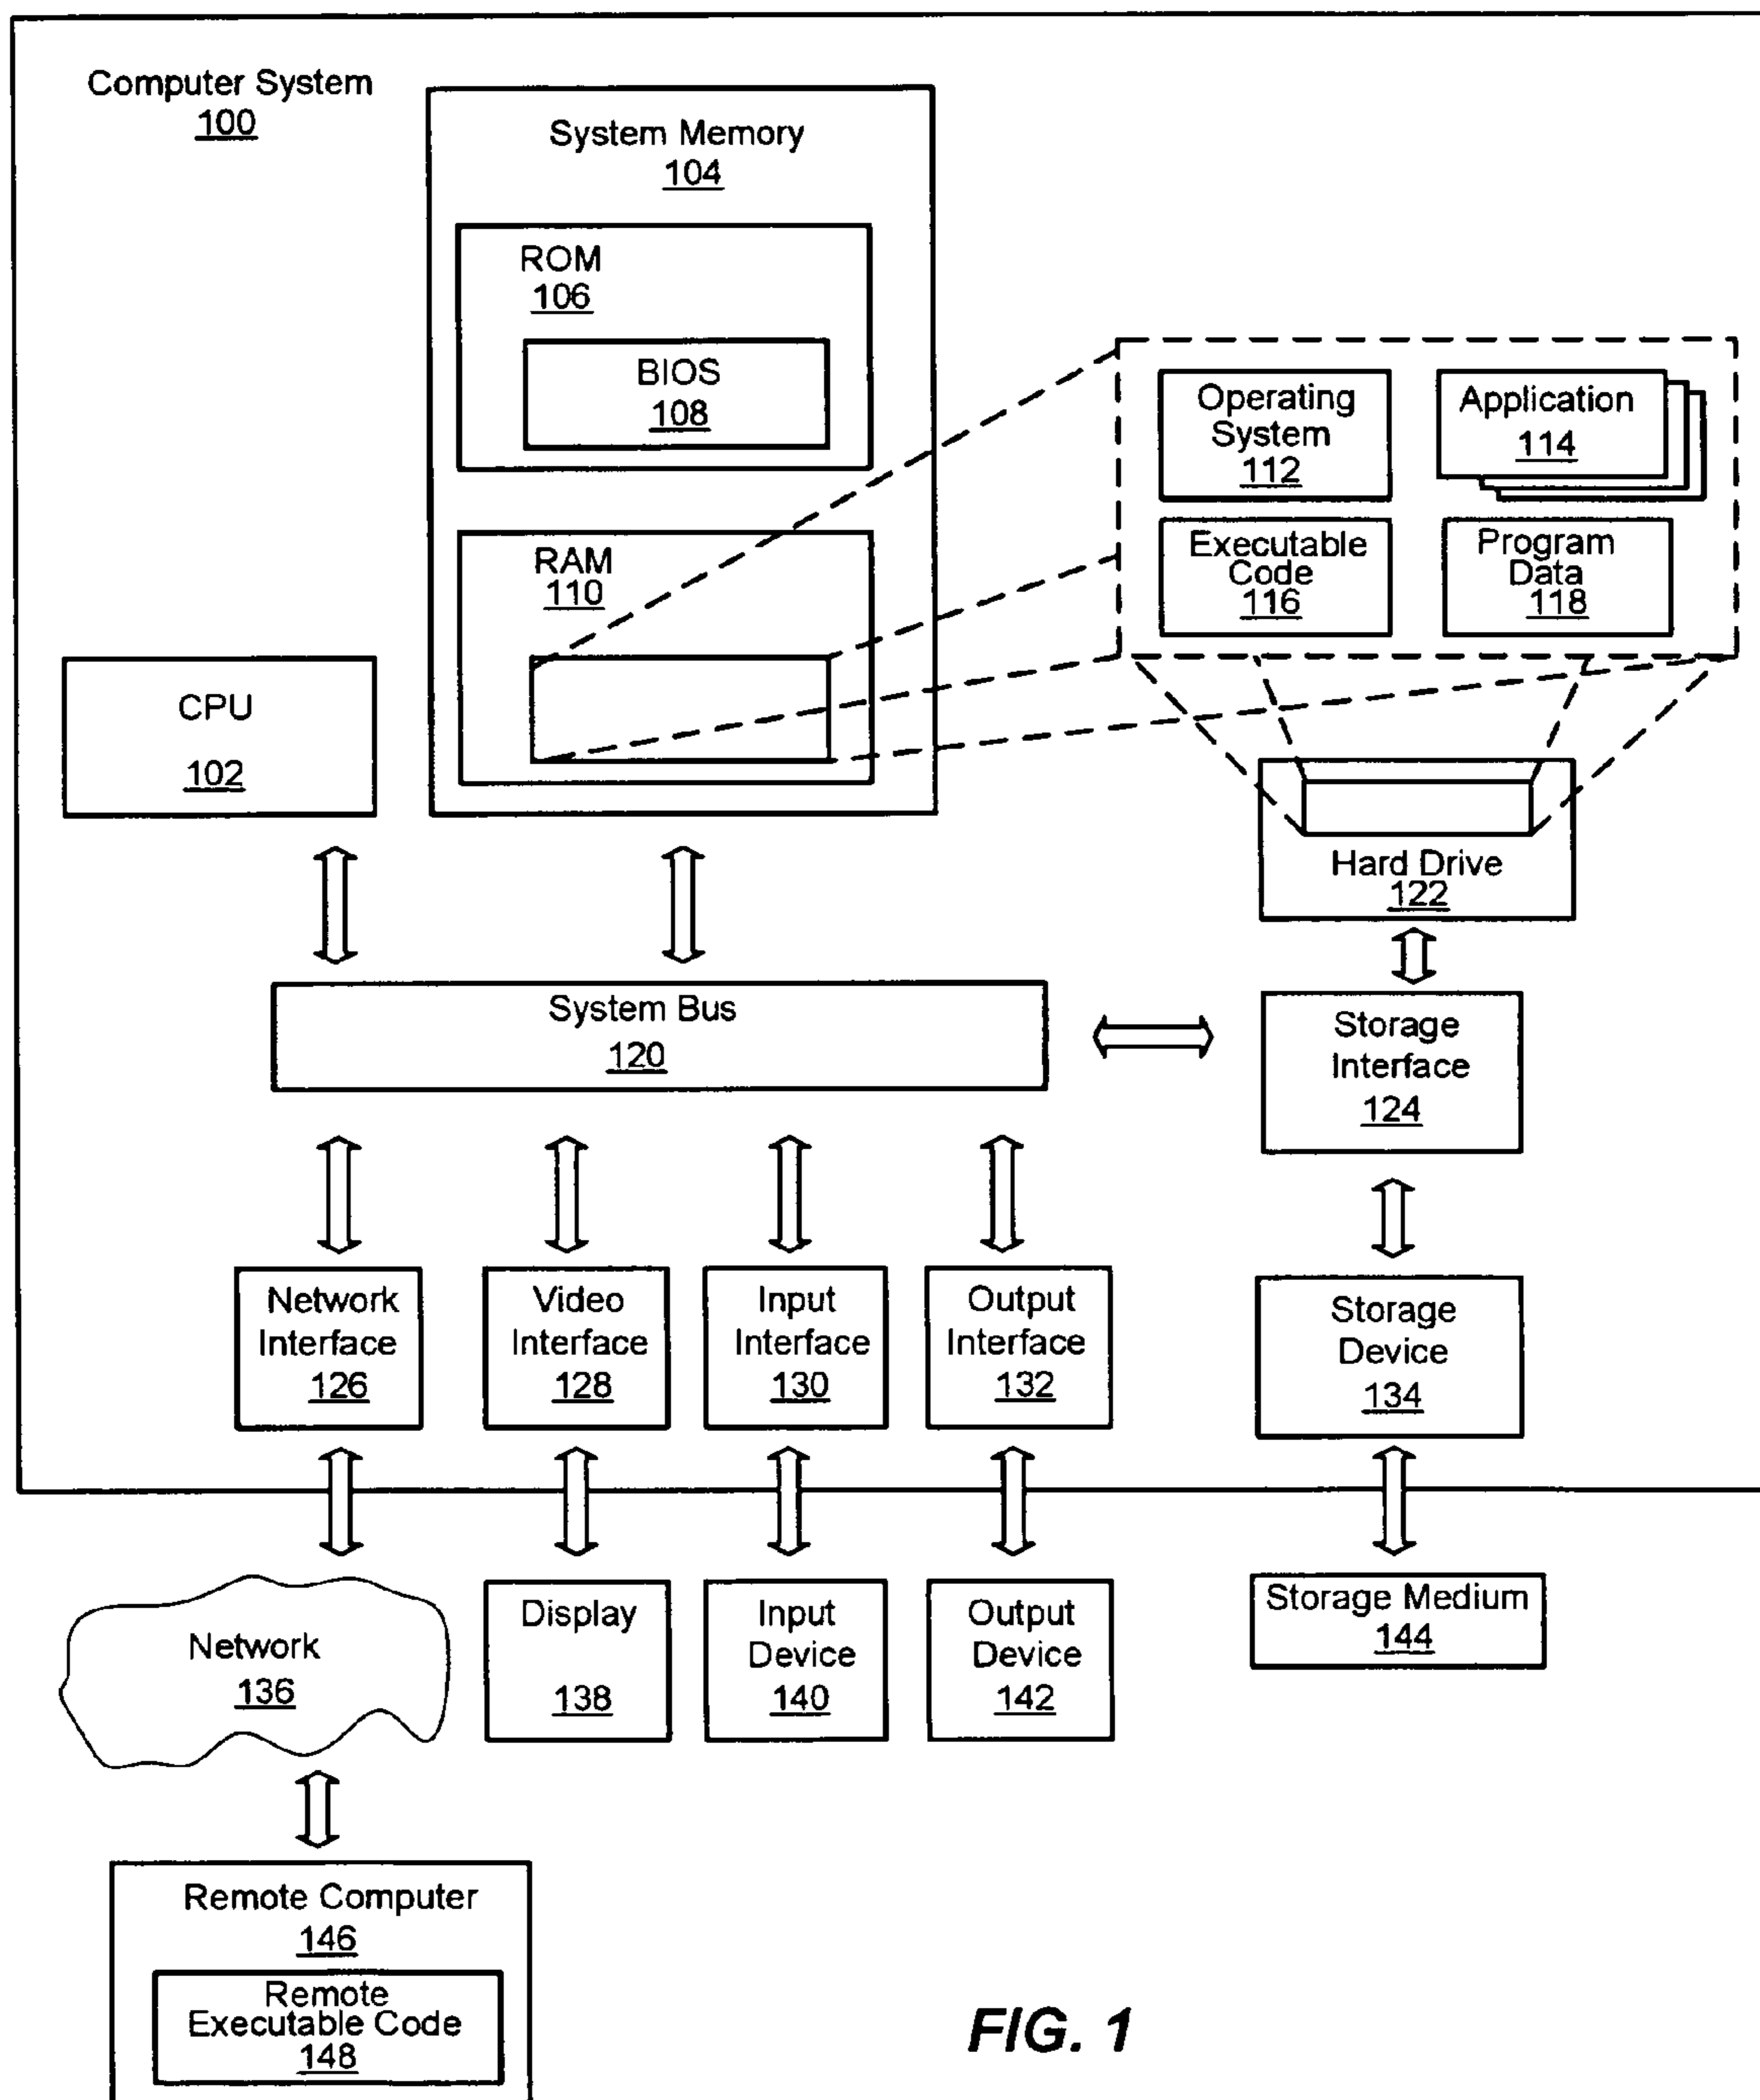 Computer System
100
System Memory
104
ROM
106
BIOS
108
RAM
110
Operating
System
112
Application
114
Executable
Code
116
Program
Data
118
CPU
102
Hard Drive
122
System Bus
120
Storage
Interface
124
Network
Interface
126
Video
Interface
128
Input
Interface
130
Output
Interface
132
Storage
Device
134
Network
136
Display
138
Input
Device
140
Output
Device
142
Storage Medium
144
Remote Computer
146
Remote
Executable Code
148
FIG. 1